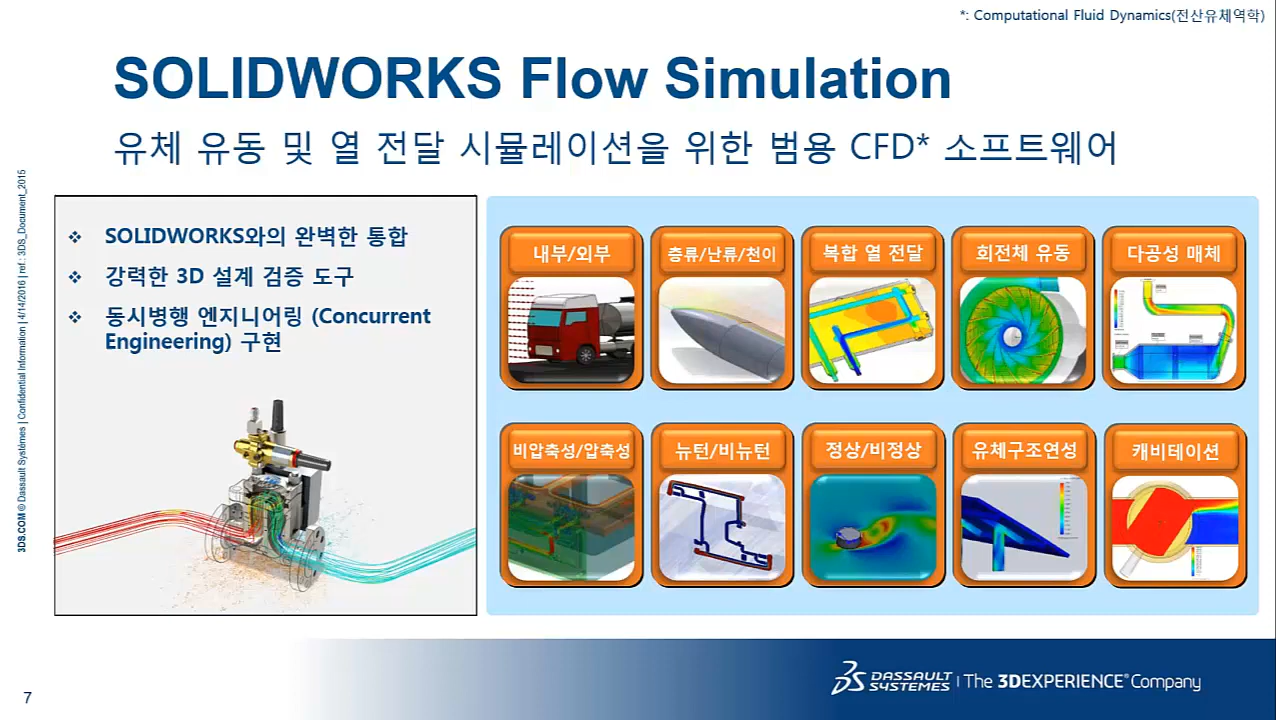 *: Computational Fluid Dynamics(전산유체역학)
SOLIDWORKS Flow Simulation
유체 유동 및 열 전달 시뮬레이션을 위한 범용 CFD* 소프트웨어
3DS.COM © Dassault Systèmes | Confidential Information | 4/14/2016 | ref.: 3DS_Document_2015
❖ SOLIDWORKS와의 완벽한 통합
❖ 강력한 3D 설계 검증 도구
❖ 동시병행 엔지니어링 (Concurrent
Engineering) 구현
내부/외부
층류/난류/천이
복합 열 전달
회전체 유동
다공성 매체
비압축성/압축성
뉴턴/비뉴턴
정상/비정상
유체구조연성
캐비테이션
7
DASSAULT
SYSTEMES
The 3DEXPERIENCE® Company